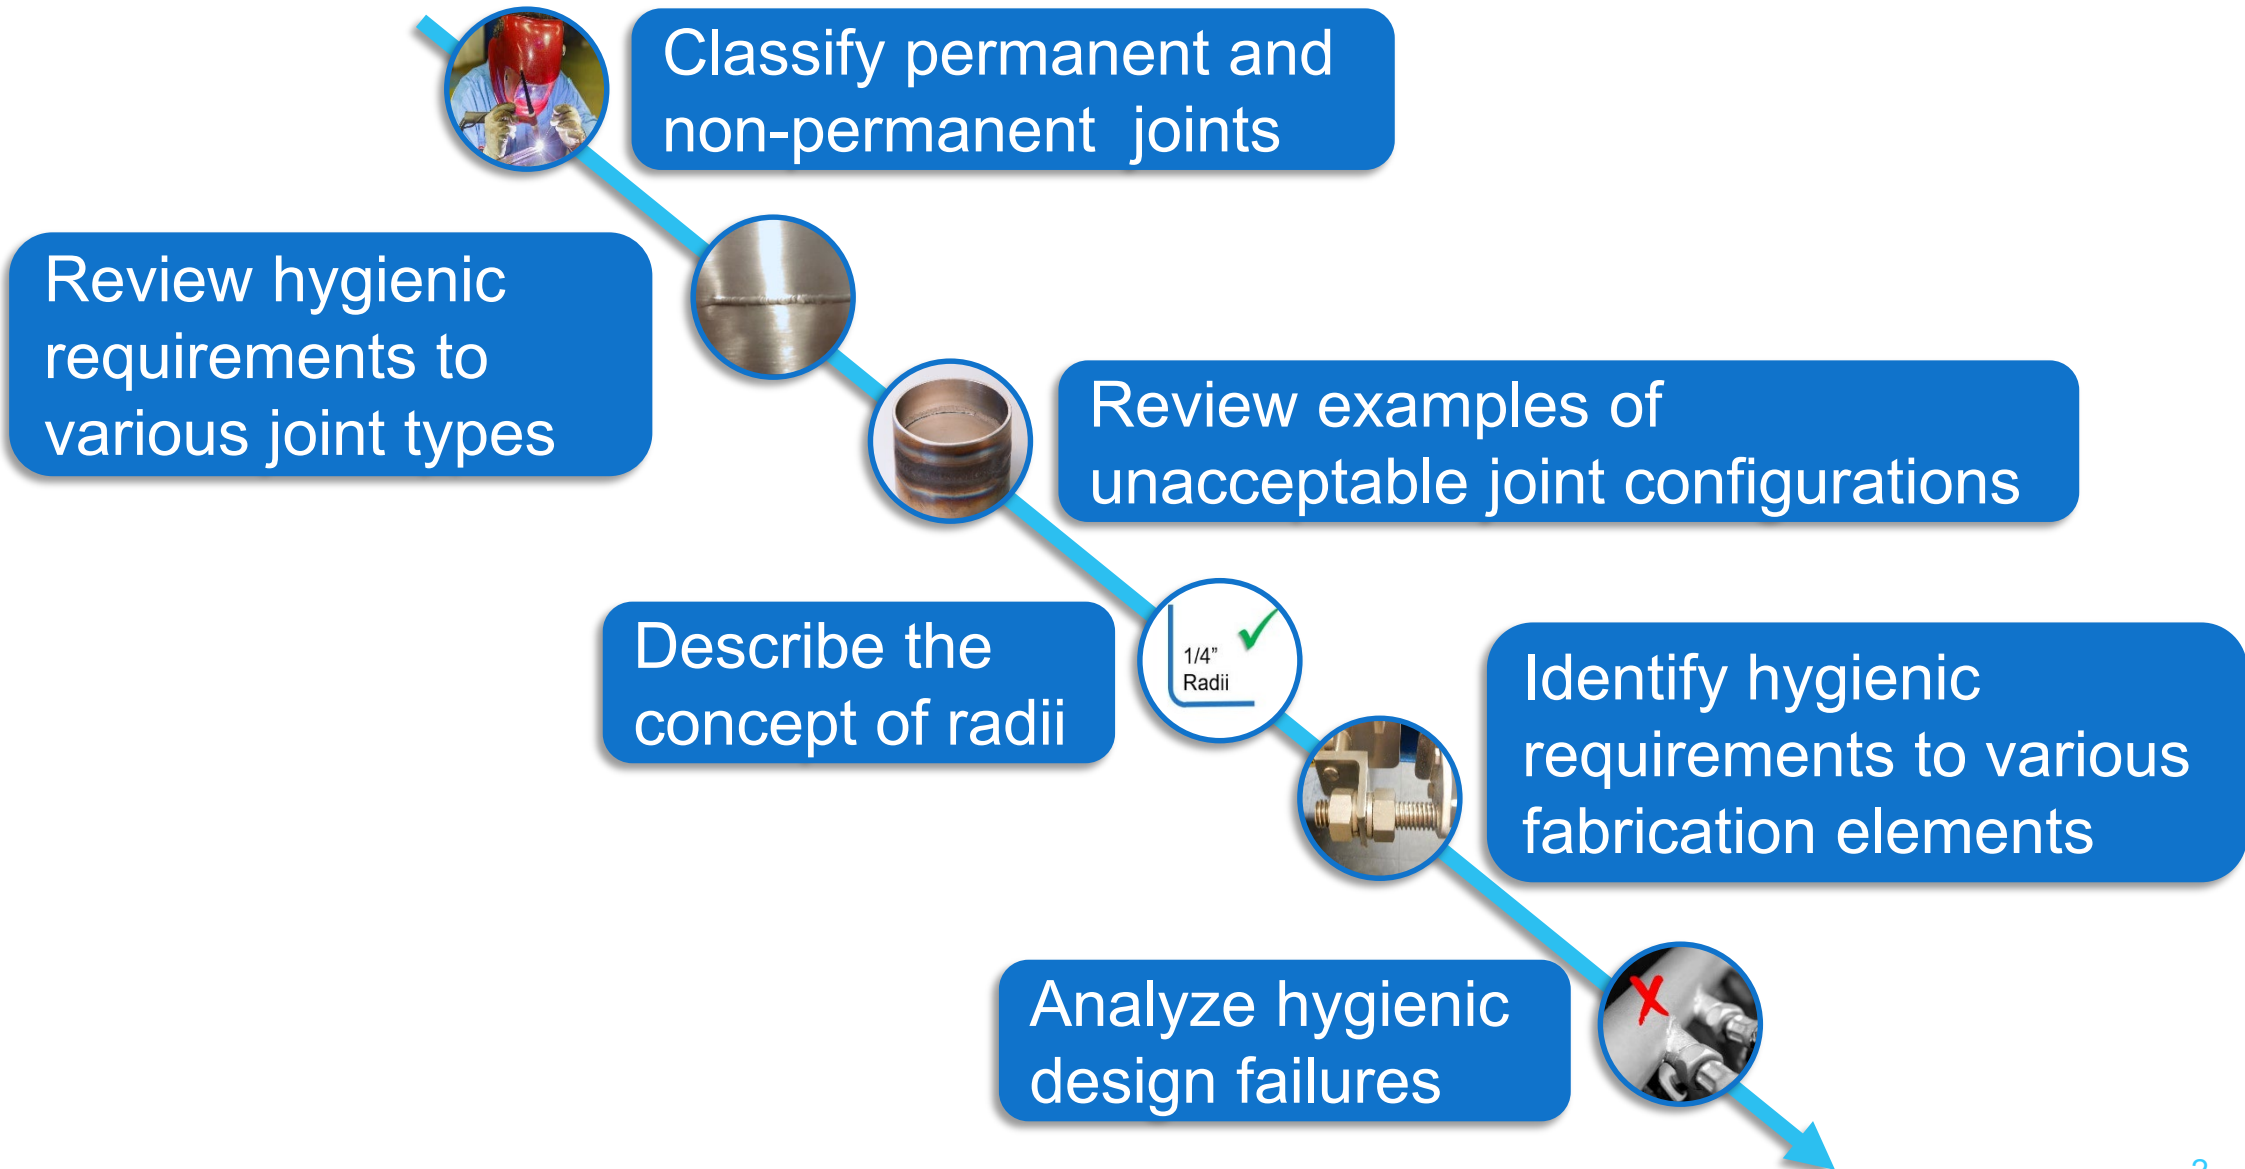 Classify permanent and
non-permanent  joints
Review hygienic
requirements to
various joint types
Review examples of
unacceptable joint configurations
Describe the
concept of radii
1/4”
Radii
Identify hygienic
requirements to various
fabrication elements
Analyze hygienic
design failures